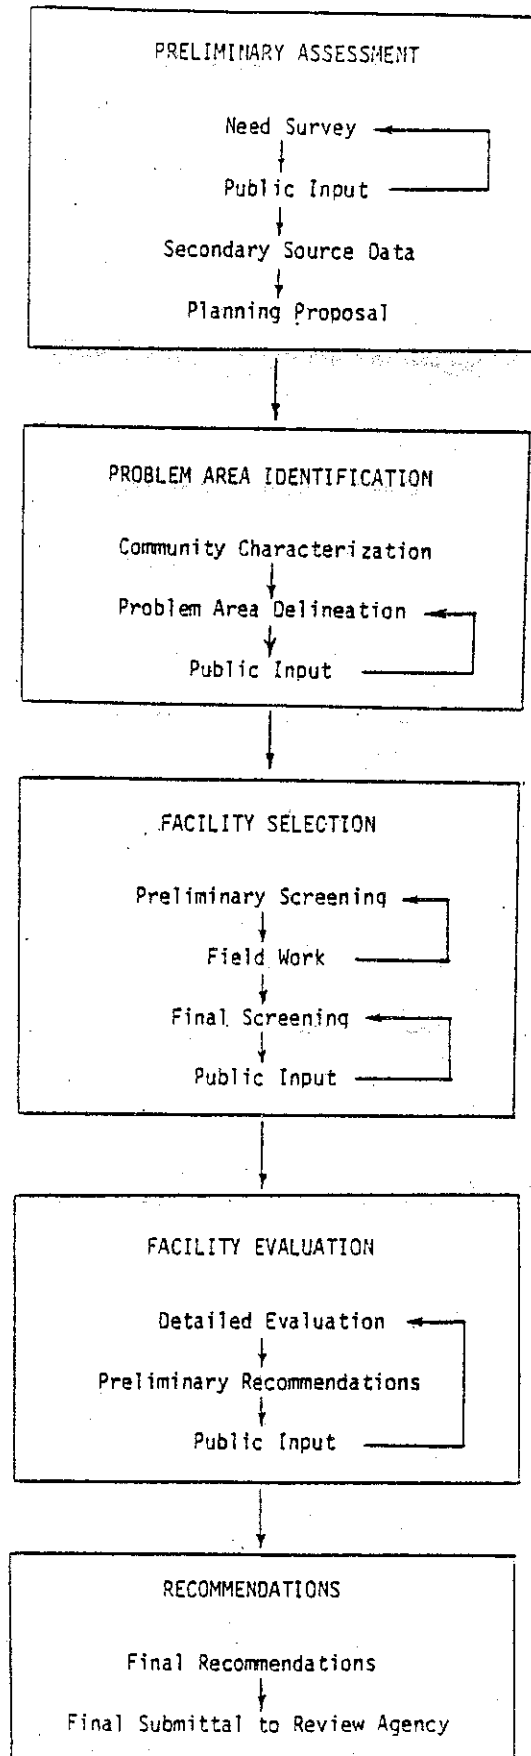 PRELIMINARY ASSESSMENT
Need Survey
Public Input
Secondary Source Data
Planning Proposal
PROBLEM AREA IDENTIFICATION
Community Characterization
Problem Area Delineation
Public Input
FACILITY SELECTION
Preliminary Screening
Field Work
Final Screening
Public Input
FACILITY EVALUATION
Detailed Evaluation
Preliminary Recommendations
Public Input
RECOMMENDATIONS
Final Recommendations
Final Submittal to Review Agency